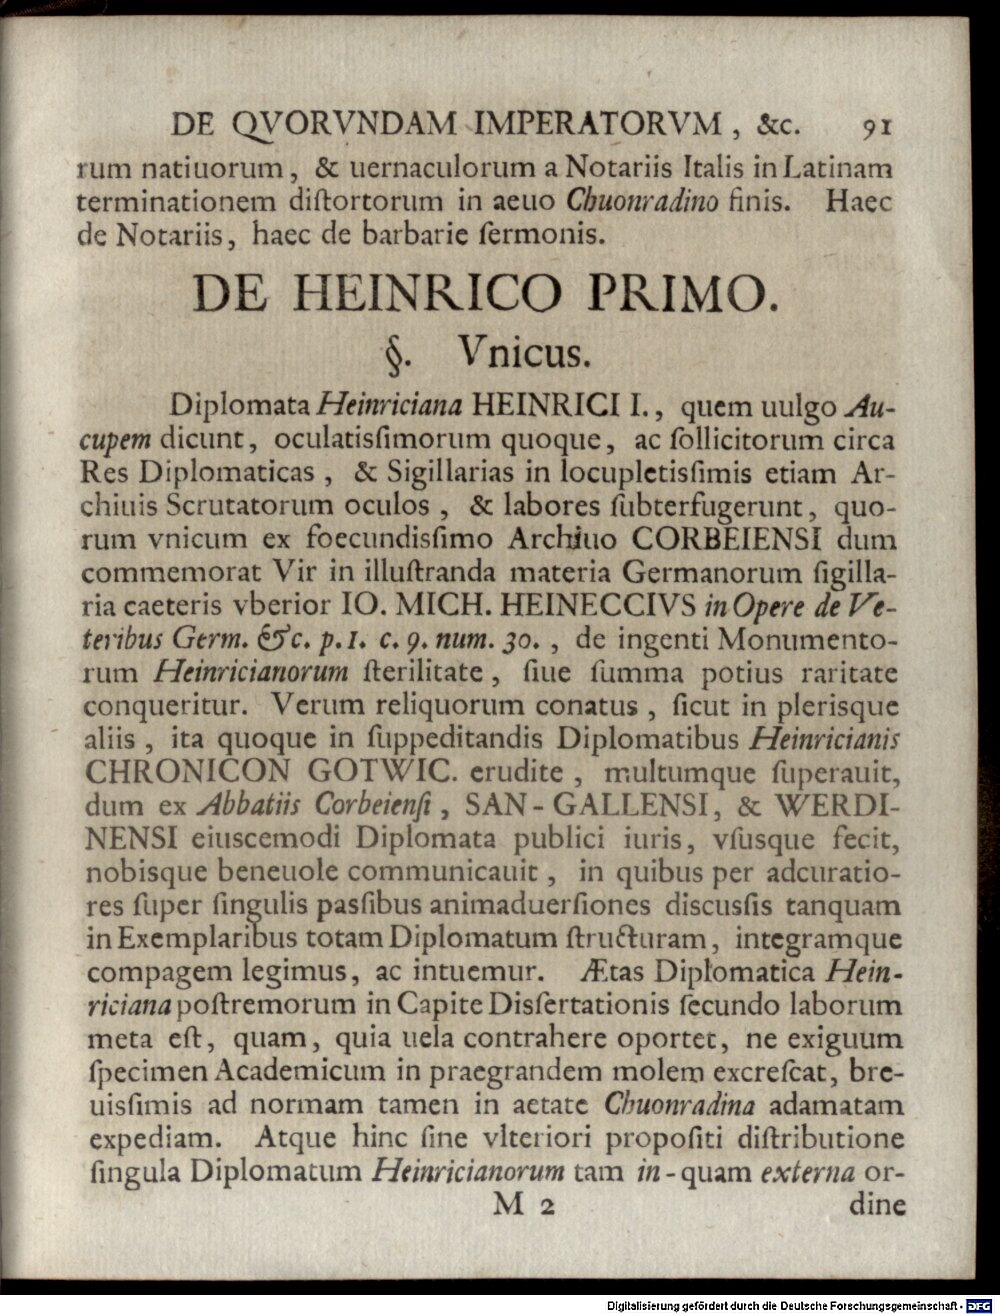 DE QVORVNDAM IMPERATORVM , &c. 91
rum natiuorum, & uernaculorum a Notariis Italis in Latinam
terminationem diſtortorum in aeuo Chuonradino finis. Haec
de Notariis, haec de barbarie ſermonis.
DE HEINRICO PRIMO.
§. Vnicus.
Diplomata Heinriciana HEINRICI I., quem uulgo Au-
cupem dicunt, oculatisſimorum quoque, ac ſollicitorum circa
Res Diplomaticas , & Sigillarias in locupletisſimis etiam Ar-
chiuis Scrutatorum oculos , & labores ſubterfugerunt, quo-
rum vnicum ex foecundisſimo Archiuo CORBEIENSI dum
commemorat Vir in illuſtranda materia Germanorum ſigilla-
ria caeteris vberior IO. MICH. HEINECCIVS in Opere de Ve-
teribus Germ. &c. p. 1. c. 9. num. 30. , de ingenti Monumento-
rum Heinricianorum ſterilitate, ſiue ſumma potius raritate
conqueritur. Verum reliquorum conatus , ſicut in plerisque
aliis , ita quoque in ſuppeditandis Diplomatibus Heinricianis
CHRONICON GOTWIC. erudite , multumque ſuperauit,
dum ex Abbatiis Corbeienſi , SAN-GALLENSI, & WERDI-
NENSI eiuscemodi Diplomata publici iuris, vſusque fecit,
nobisque beneuole communicauit , in quibus per adcuratio-
res ſuper ſingulis pasſibus animaduerſiones discusſis tanquam
in Exemplaribus totam Diplomatum ſtructuram, integramque
compagem legimus, ac intuemur. Ætas Diplomatica Hein-
riciana poſtremorum in Capite Disſertationis ſecundo laborum
meta eſt, quam, quia uela contrahere oportet, ne exiguum
ſpecimen Academicum in praegrandem molem excreſcat, bre-
uisſimis ad normam tamen in aetate Chuonradina adamatam
expediam. Atque hinc ſine vlteriori propoſiti diſtributione
ſingula Diplomatum Heinricianorum tam in-quam externa or-
M 2 dine
Digitalisierung gefördert durch die Deutsche Forschungsgemeinschaft - DFG